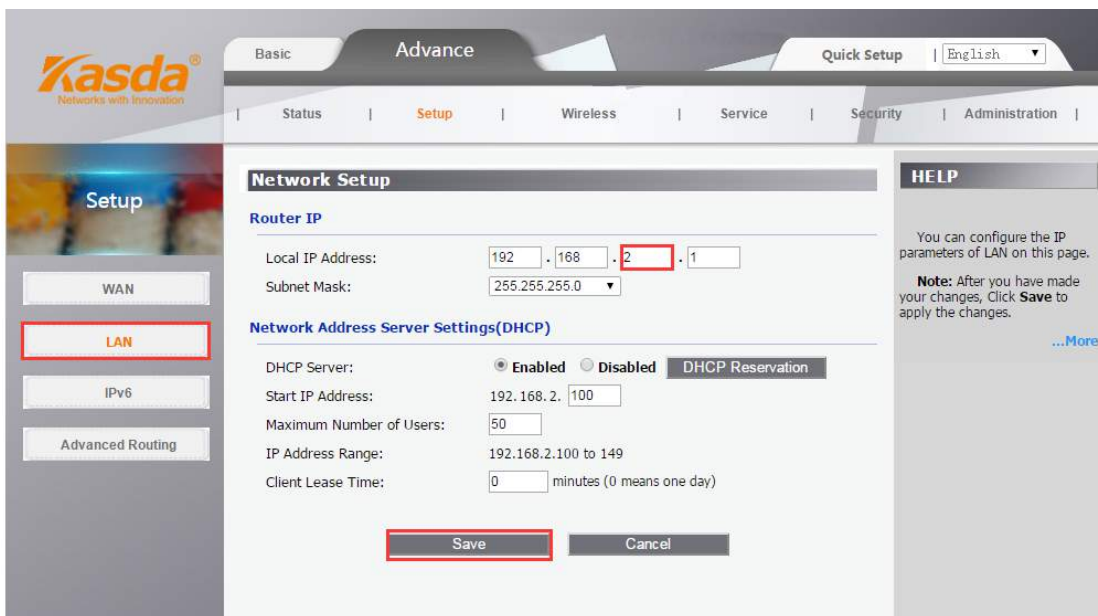 Kasda®
Networks with Innovation
Basic
Advance
Quick Setup | English
| Status | Setup | Wireless | Service | Security | Administration |
Setup
WAN
LAN
IPv6
Advanced Routing
Network Setup
Router IP
Local IP Address: 192 . 168 . 2 . 1
Subnet Mask: 255.255.255.0
Network Address Server Settings(DHCP)
DHCP Server: Enabled Disabled DHCP Reservation
Start IP Address: 192.168.2. 100
Maximum Number of Users: 50
IP Address Range: 192.168.2.100 to 149
Client Lease Time: 0 minutes (0 means one day)
Save Cancel
HELP
You can configure the IP
parameters of LAN on this page.
Note: After you have made
your changes, Click Save to
apply the changes.
...More